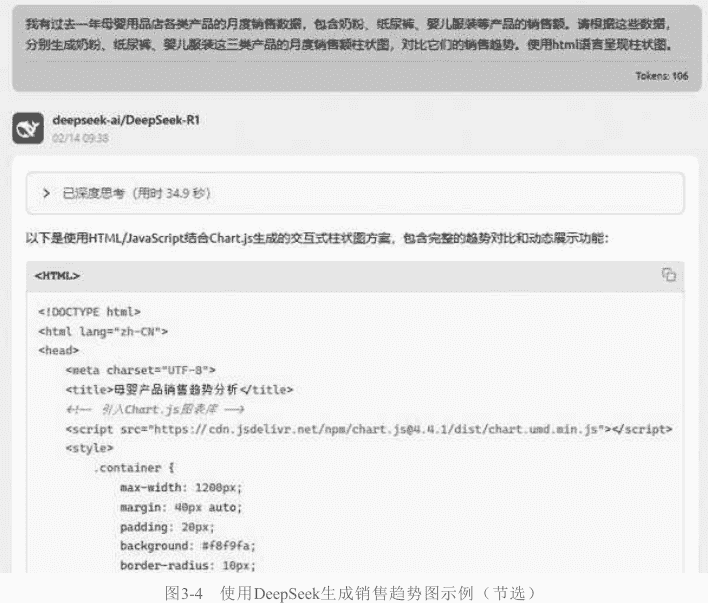 我有过去一年母婴用品店各类产品的月度销售数据，包含奶粉、纸尿裤、婴儿服装等产品的销售额。请根据这些数据，
分别生成奶粉、纸尿裤、婴儿服装这三类产品的月度销售额柱状图，对比它们的销售趋势。使用html语言呈现柱状图。
Tokens: 106
deepseek-ai/DeepSeek-R1
02/14 09:38
已深度思考（用时 34.9 秒）
以下是使用HTML/JavaScript结合Chart.js生成的交互式柱状图方案，包含完整的趋势对比和动态展示功能：
<HTML>
<!DOCTYPE html>
<html lang="zh-CN">
<head>
<meta charset="UTF-8">
<title>母婴产品销售趋势分析</title>
<!-- 引入Chart.js图表库 -->
<script src="https://cdn.jsdelivr.net/npm/chart.js@4.4.1/dist/chart.umd.min.js"></script>
<style>
.container {
max-width: 1200px;
margin: 40px auto;
padding: 20px;
background: #f8f9fa;
border-radius: 10px;
图3-4 使用DeepSeek生成销售趋势图示例（节选）